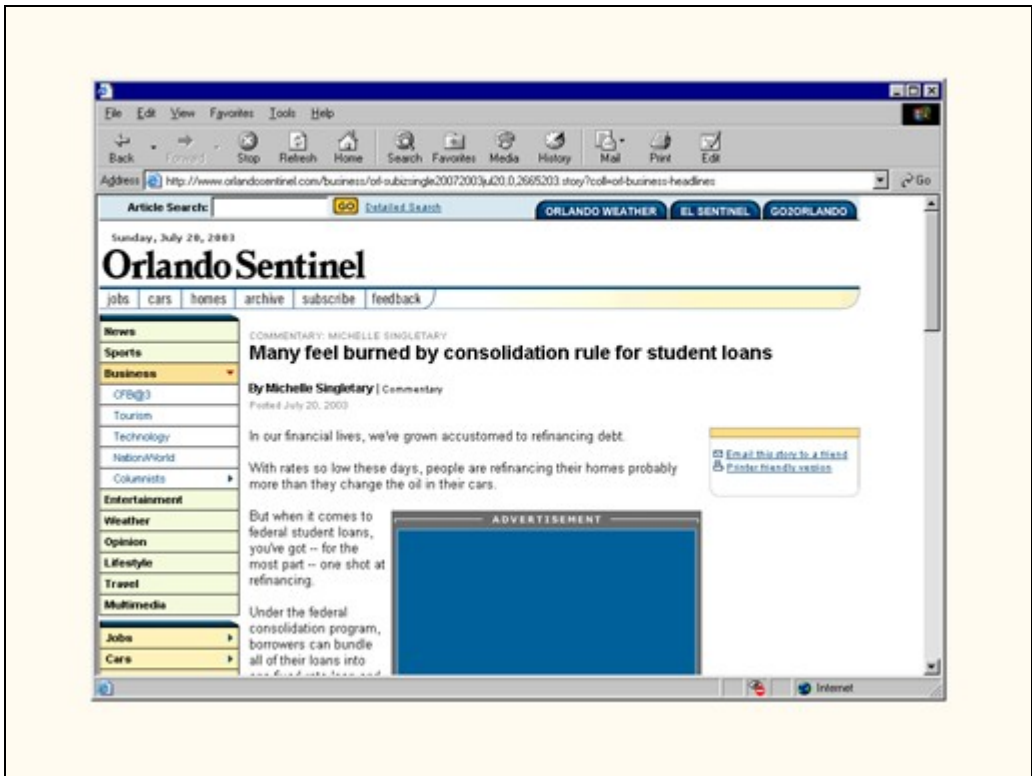 File Edit View Favorites Tools Help
Back Forward Stop Refresh Home Search Favorites Media History Mail Print Edit
Address http://www.orlandosentinel.com/business/orl-subizsingle20072003jul20,0,2665203.story?coll=orl-business-headlines Go
Article Search: GO Detailed Search ORLANDO WEATHER EL SENTINEL GO2ORLANDO
Sunday, July 20, 2003
Orlando Sentinel
jobs cars homes archive subscribe feedback
News
Sports
Business
CFB@3
Tourism
Technology
Nation/World
Columnists
Entertainment
Weather
Opinion
Lifestyle
Travel
Multimedia
Jobs
Cars
COMMENTARY: MICHELLE SINGLETARY
Many feel burned by consolidation rule for student loans
By Michelle Singletary | Commentary
Posted July 20, 2003
In our financial lives, we've grown accustomed to refinancing debt.
With rates so low these days, people are refinancing their homes probably
more than they change the oil in their cars.
But when it comes to
federal student loans,
you've got -- for the
most part -- one shot at
refinancing.
Under the federal
consolidation program,
borrowers can bundle
all of their loans into
ADVERTISEMENT
Email this story to a friend
Printer friendly version
Internet